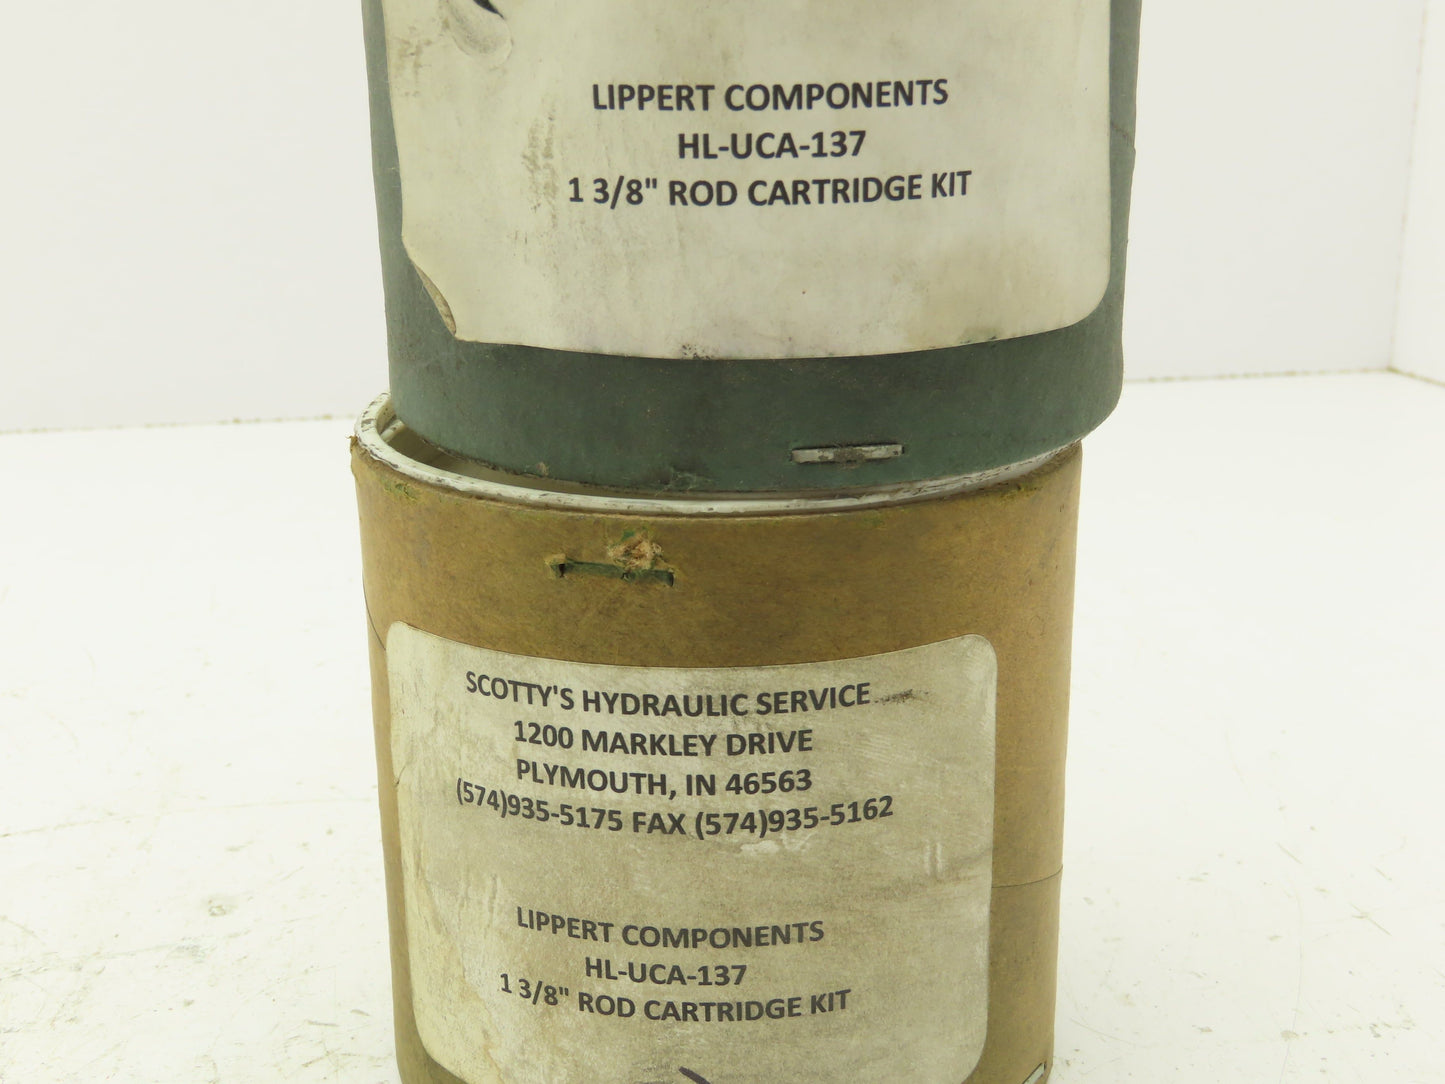 LIPPERT COMPONENTS
HL-UCA-137
1 3/8" ROD CARTRIDGE KIT
SCOTTY'S HYDRAULIC SERVICE
1200 MARKLEY DRIVE
PLYMOUTH, IN 46563
(574)935-5175 FAX (574)935-5162
LIPPERT COMPONENTS
HL-UCA-137
1 3/8" ROD CARTRIDGE KIT